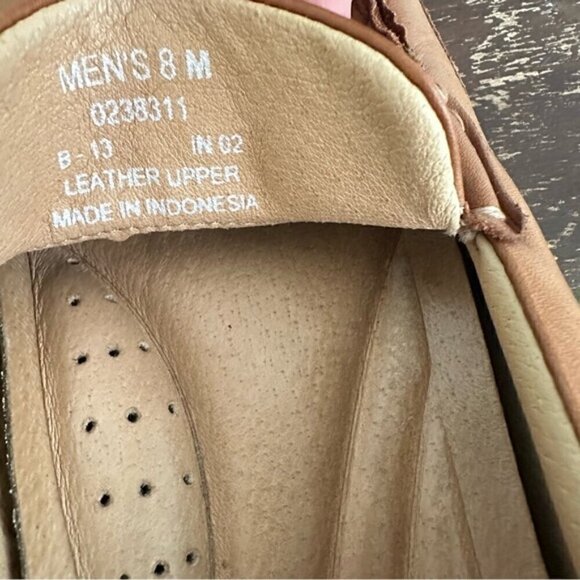 MEN'S 8 M
0238311
B - 13 IN 02
LEATHER UPPER
MADE IN INDONESIA